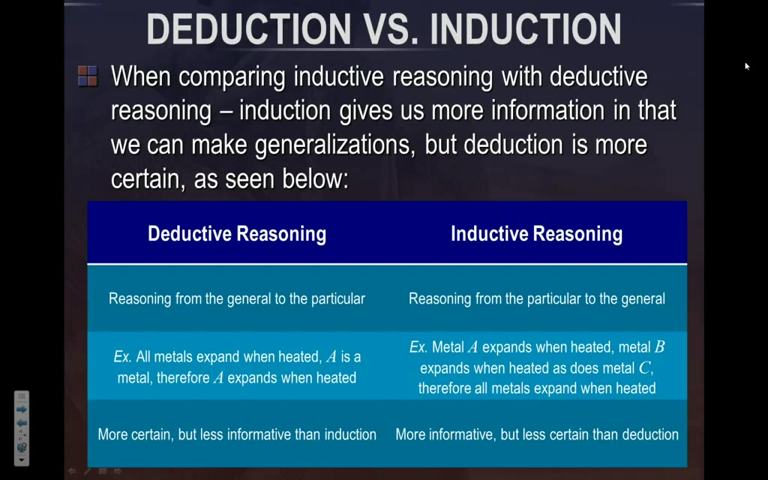 DEDUCTION VS. INDUCTION
When comparing inductive reasoning with deductive
reasoning – induction gives us more information in that
we can make generalizations, but deduction is more
certain, as seen below:
Deductive Reasoning
Inductive Reasoning
Reasoning from the general to the particular
Reasoning from the particular to the general
Ex. All metals expand when heated, A is a
metal, therefore A expands when heated
Ex. Metal A expands when heated, metal B
expands when heated as does metal C,
therefore all metals expand when heated
More certain, but less informative than induction
More informative, but less certain than deduction